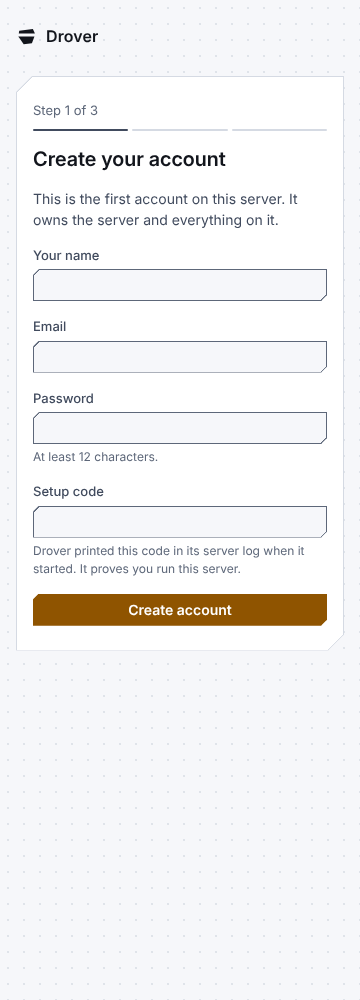 Drover
Step 1 of 3
Create your account
This is the first account on this server. It
owns the server and everything on it.
Your name
Email
Password
At least 12 characters.
Setup code
Drover printed this code in its server log when it
started. It proves you run this server.
Create account